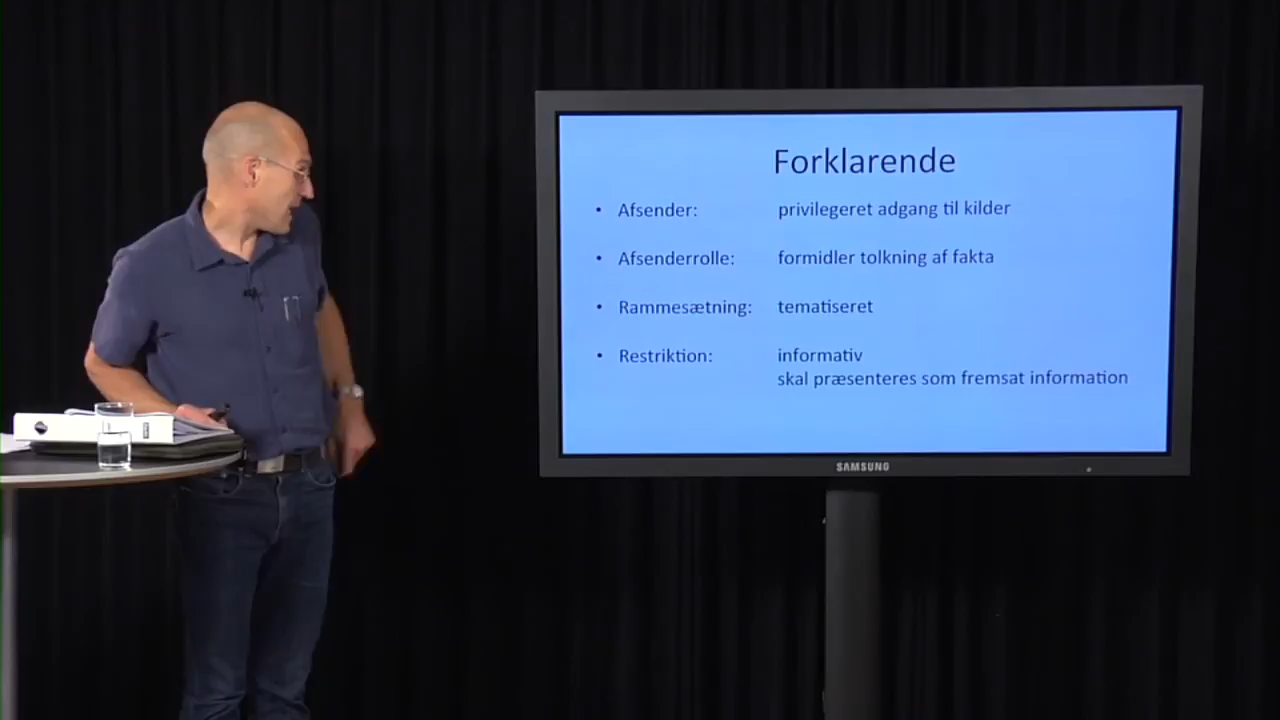 Forklarende
• Afsender: privilegeret adgang til kilder
• Afsenderrolle: formidler tolkning af fakta
• Rammesætning: tematiseret
• Restriktion: informativ
skal præsenteres som fremsat information
SAMSUNG